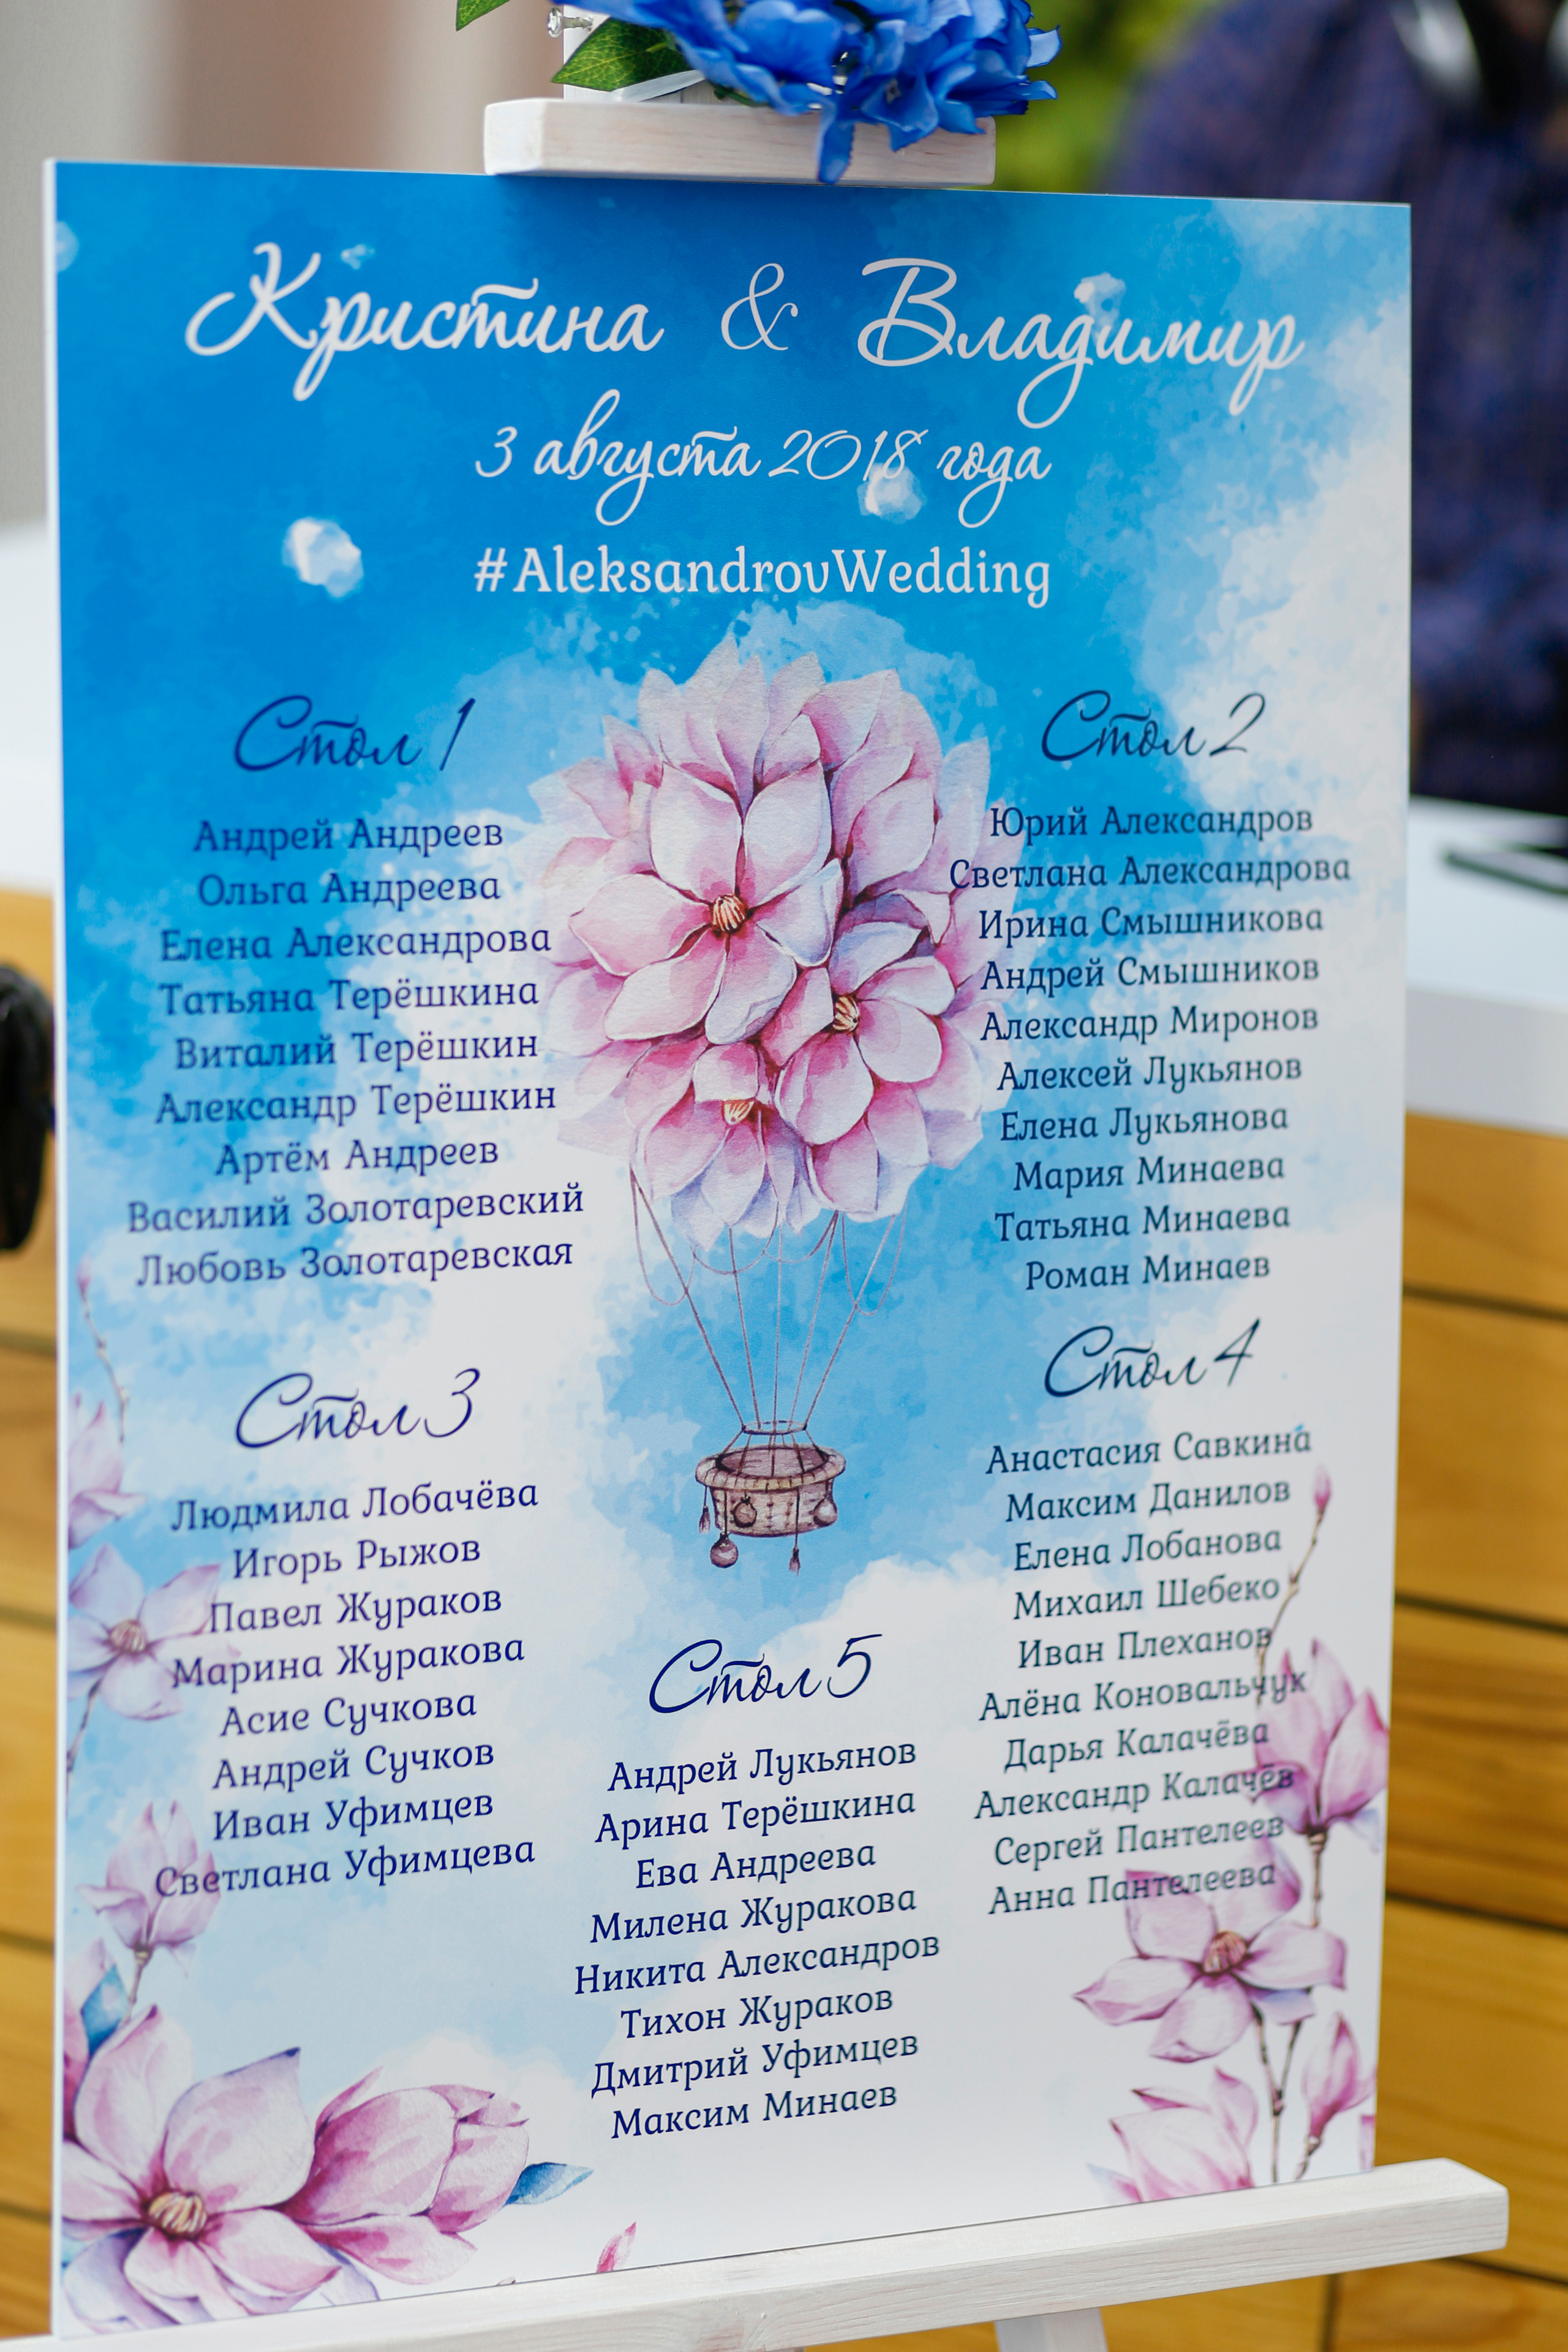 Кристина & Владимир
3 августа 2018 года
#AleksandrovWedding
Стол 1
Андрей Андреев
Ольга Андреева
Елена Александрова
Татьяна Терёшкина
Виталий Терёшкин
Александр Терёшкин
Артём Андреев
Василий Золотаревский
Любовь Золотаревская
Стол 2
Юрий Александров
Светлана Александрова
Ирина Смышникова
Андрей Смышников
Александр Миронов
Алексей Лукьянов
Елена Лукьянова
Мария Минаева
Татьяна Минаева
Роман Минаев
Стол 3
Людмила Лобачёва
Игорь Рыжов
Павел Жураков
Марина Журакова
Асие Сучкова
Андрей Сучков
Иван Уфимцев
Светлана Уфимцева
Стол 4
Анастасия Савкина
Максим Данилов
Елена Лобанова
Михаил Шебеко
Иван Плеханов
Алёна Коновальчук
Дарья Калачёва
Александр Калачёв
Сергей Пантелеев
Анна Пантелеева
Стол 5
Андрей Лукьянов
Арина Терёшкина
Ева Андреева
Милена Журакова
Никита Александров
Тихон Жураков
Дмитрий Уфимцев
Максим Минаев